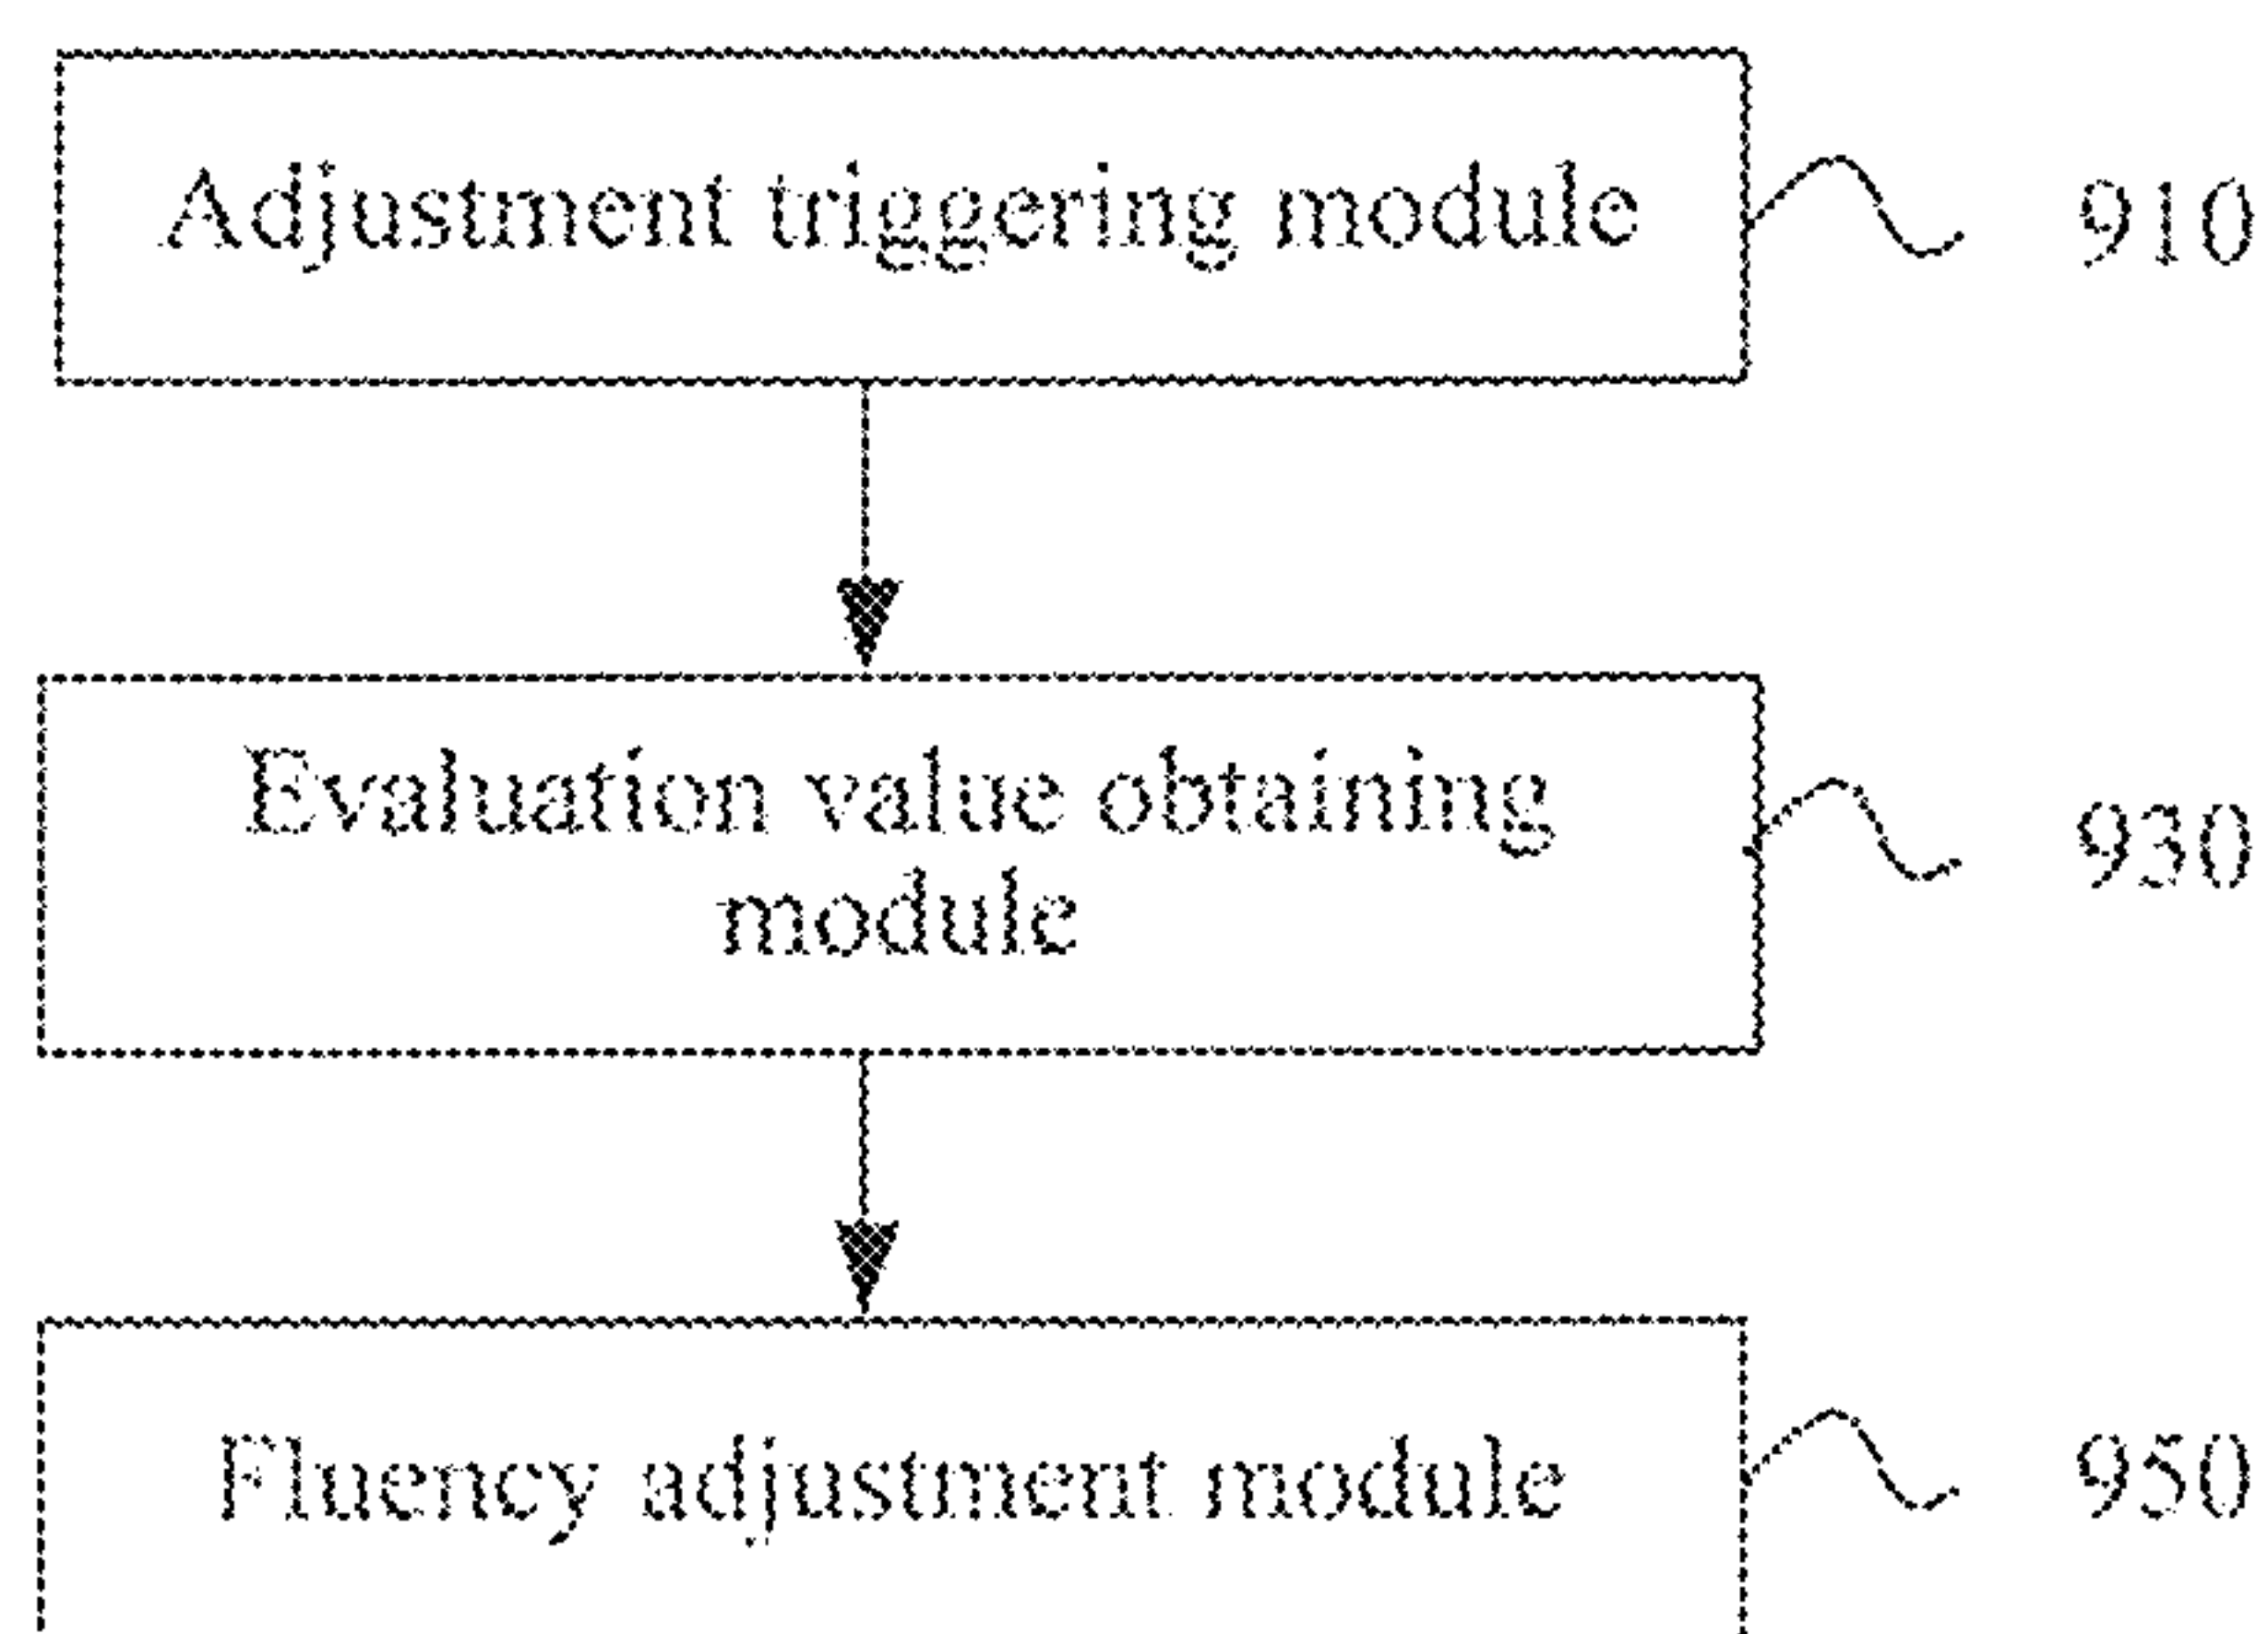 Adjustment triggering module
910
Evaluation value obtaining
module
930
Fluency adjustment module
950